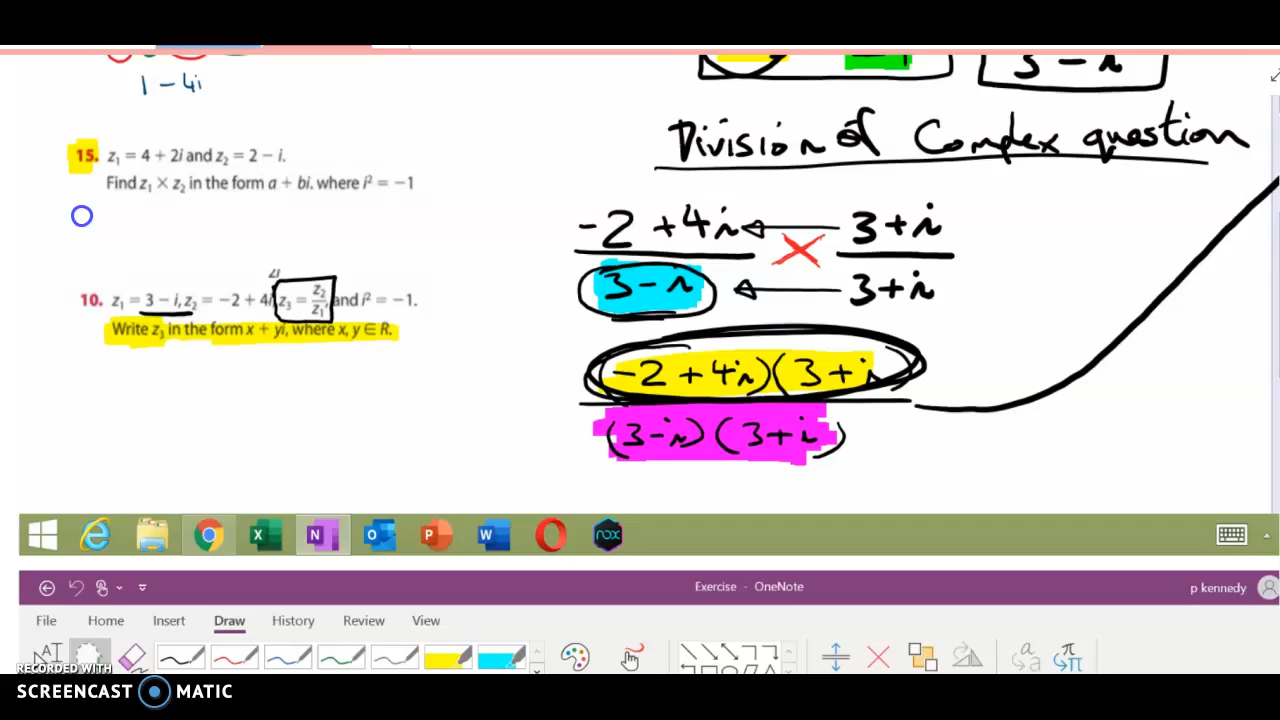 1 - 4i
3 - i
Division of Complex question
15. z₁ = 4 + 2i and z₂ = 2 − i.
Find z₁ × z₂ in the form a + bi. where i² = −1
-2 + 4i 3 + i
3 - i 3 + i
10. z₁ = 3 − i, z₂ = −2 + 4i, z₃ = z₂/z₁, and i² = −1.
Write z₃ in the form x + yi, where x, y ∈ R.
(-2 + 4i)(3 + i)
(3 - i)(3 + i)
X N O P W nox
Exercise - OneNote p kennedy
File Home Insert Draw History Review View
RECORDED WITH
SCREENCAST MATIC